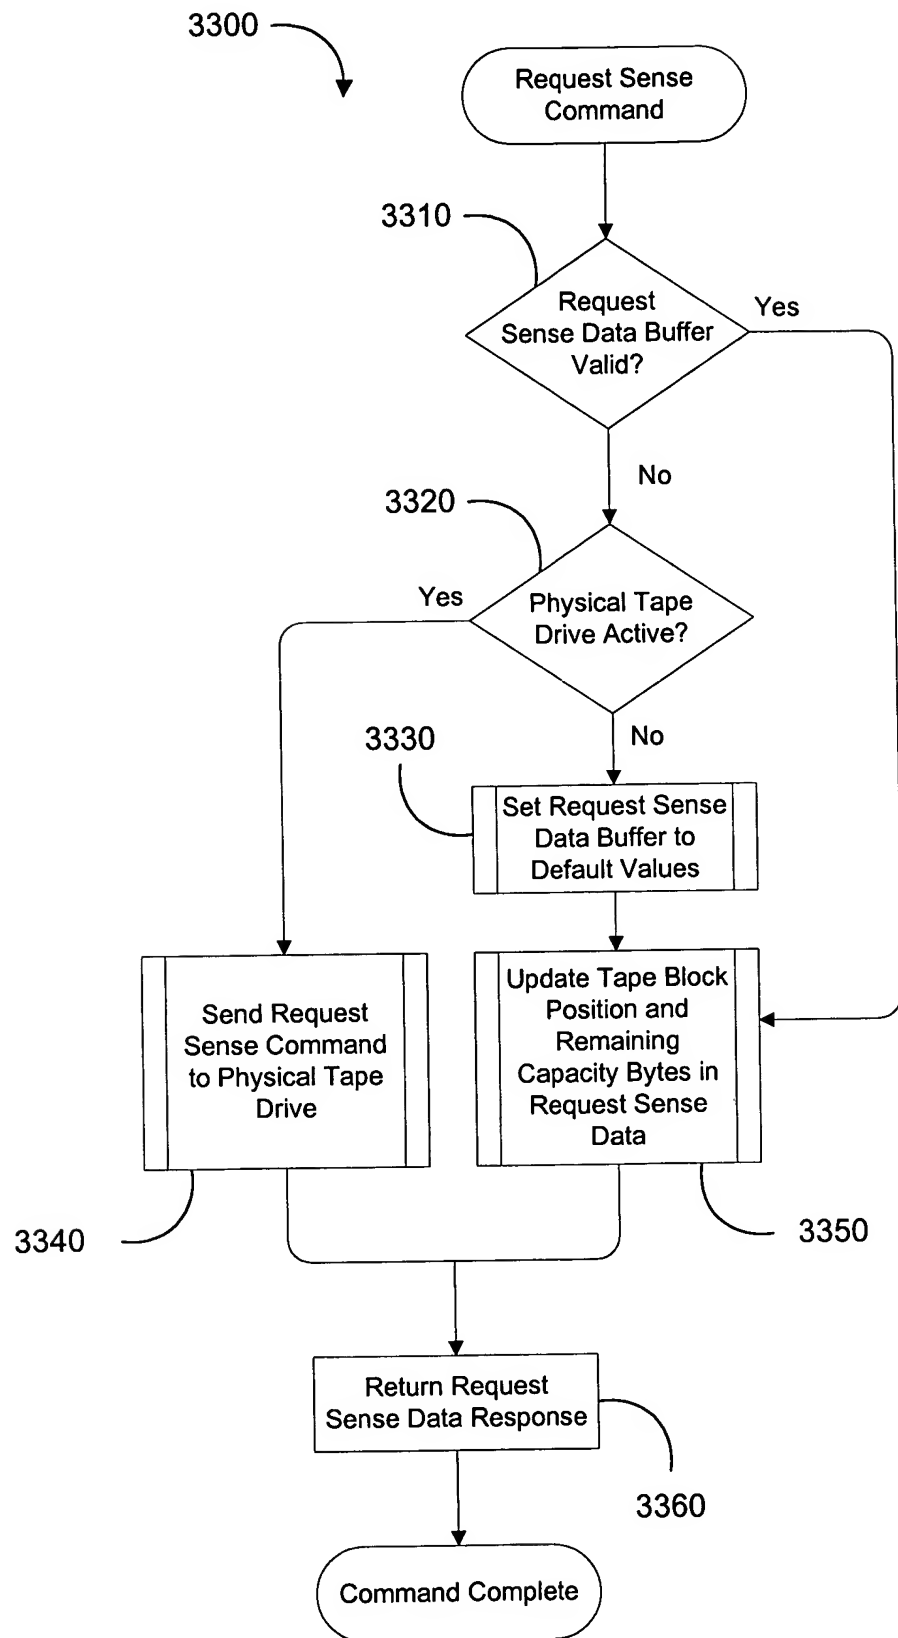 3300
Request Sense
Command
3310
Request
Sense Data Buffer
Valid?
Yes
No
3320
Yes
Physical Tape
Drive Active?
No
3330
Set Request Sense
Data Buffer to
Default Values
Send Request
Sense Command
to Physical Tape
Drive
Update Tape Block
Position and
Remaining
Capacity Bytes in
Request Sense
Data
3340
3350
Return Request
Sense Data Response
3360
Command Complete